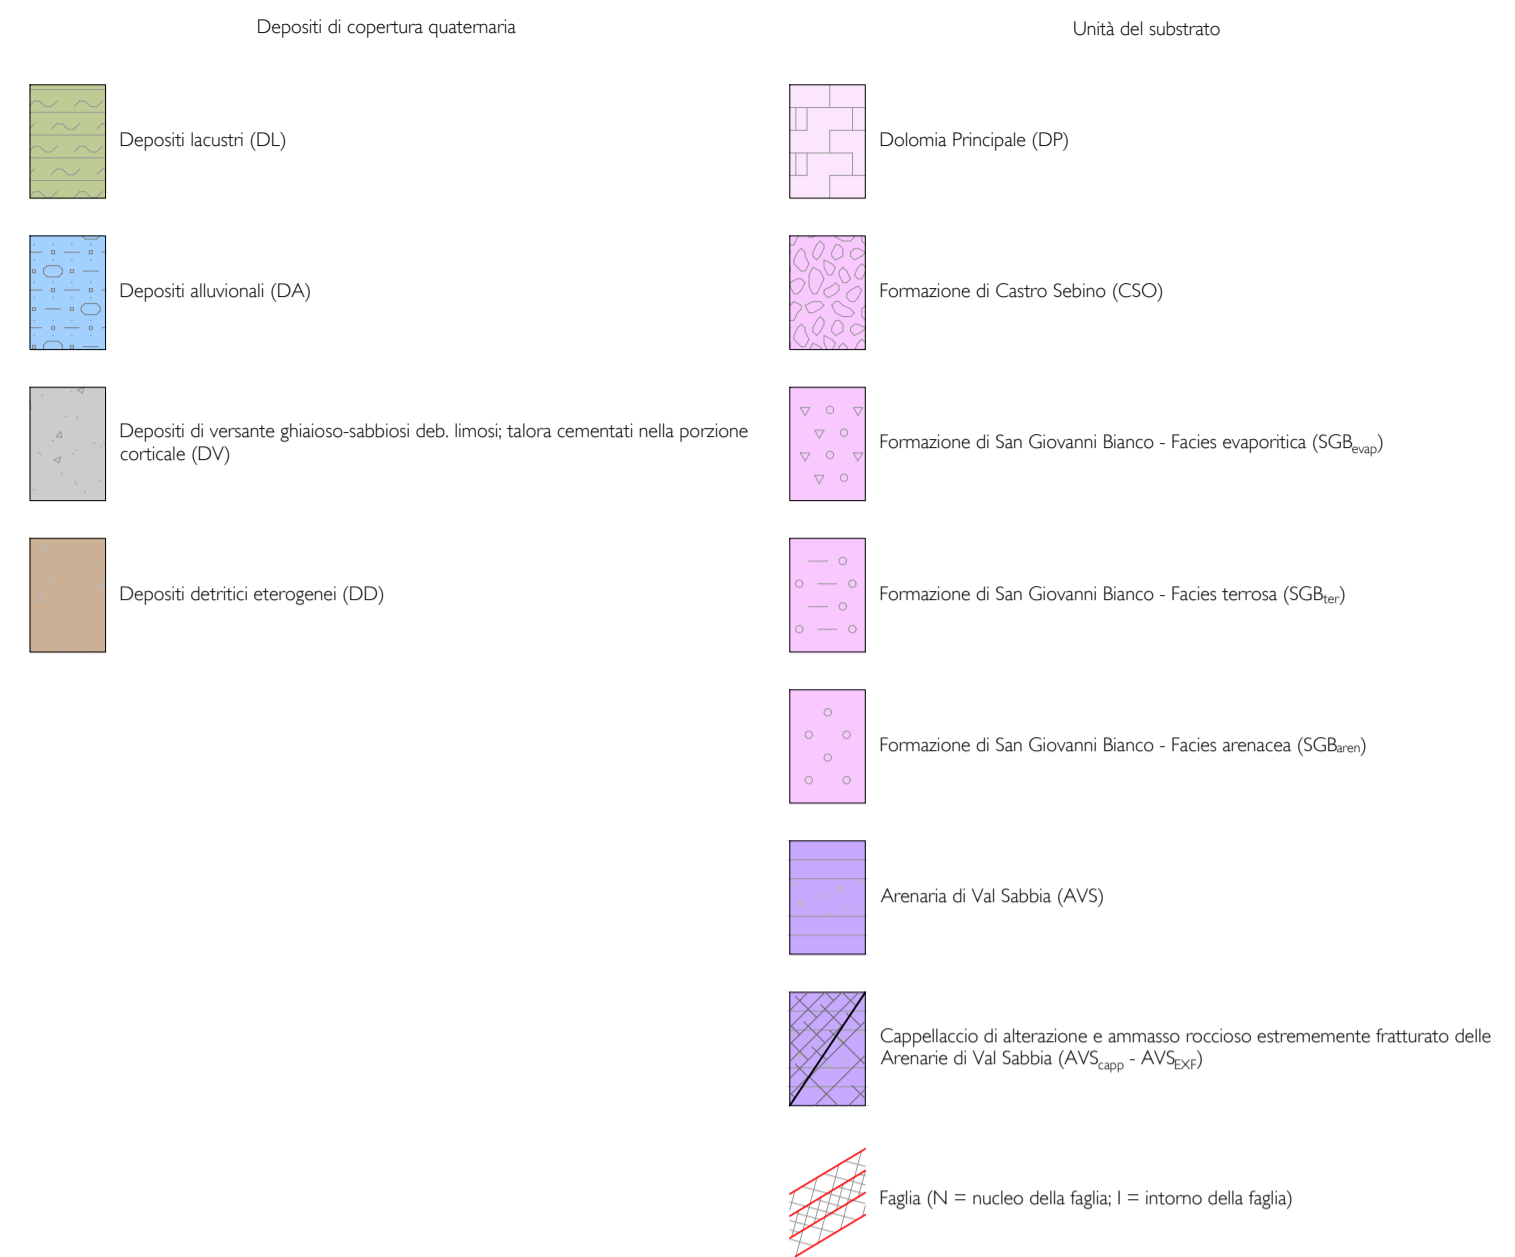 Depositi di copertura quaternaria
Depositi lacustri (DL)
Depositi alluvionali (DA)
Depositi di versante ghiaioso-sabbiosi deb. limosi; talora cementati nella porzione
corticale (DV)
Depositi detritici eterogenei (DD)
Unità del substrato
Dolomia Principale (DP)
Formazione di Castro Sebino (CSO)
Formazione di San Giovanni Bianco - Facies evaporitica (SGBevap)
Formazione di San Giovanni Bianco - Facies terrosa (SGBter)
Formazione di San Giovanni Bianco - Facies arenacea (SGBaren)
Arenaria di Val Sabbia (AVS)
Cappellaccio di alterazione e ammasso roccioso estrememente fratturato delle
Arenarie di Val Sabbia (AVScapp - AVSEXF)
Faglia (N = nucleo della faglia; I = intorno della faglia)